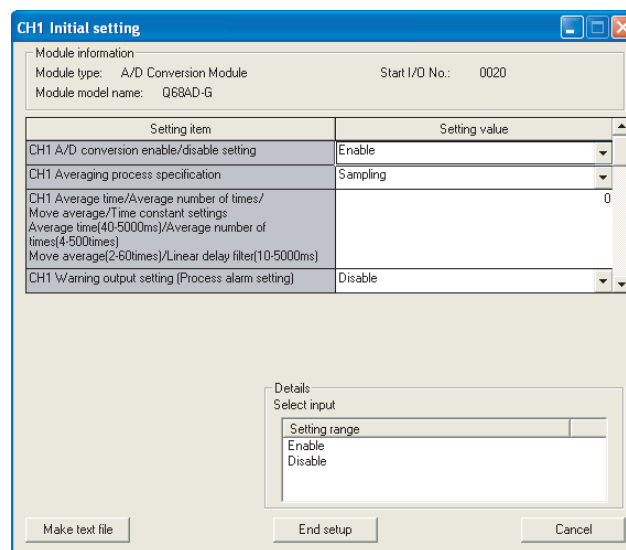 CH1 Initial setting
Module information
Module type: A/D Conversion Module Start I/O No.: 0020
Module model name: Q68AD-G
Setting item Setting value
CH1 A/D conversion enable/disable setting Enable
CH1 Averaging process specification Sampling
CH1 Average time/Average number of times/ 0
Move average/Time constant settings
Average time(40-5000ms)/Average number of
times(4-500times)
Move average(2-60times)/Linear delay filter(10-5000ms)
CH1 Warning output setting (Process alarm setting) Disable
Details
Select input
Setting range
Enable
Disable
Make text file End setup Cancel